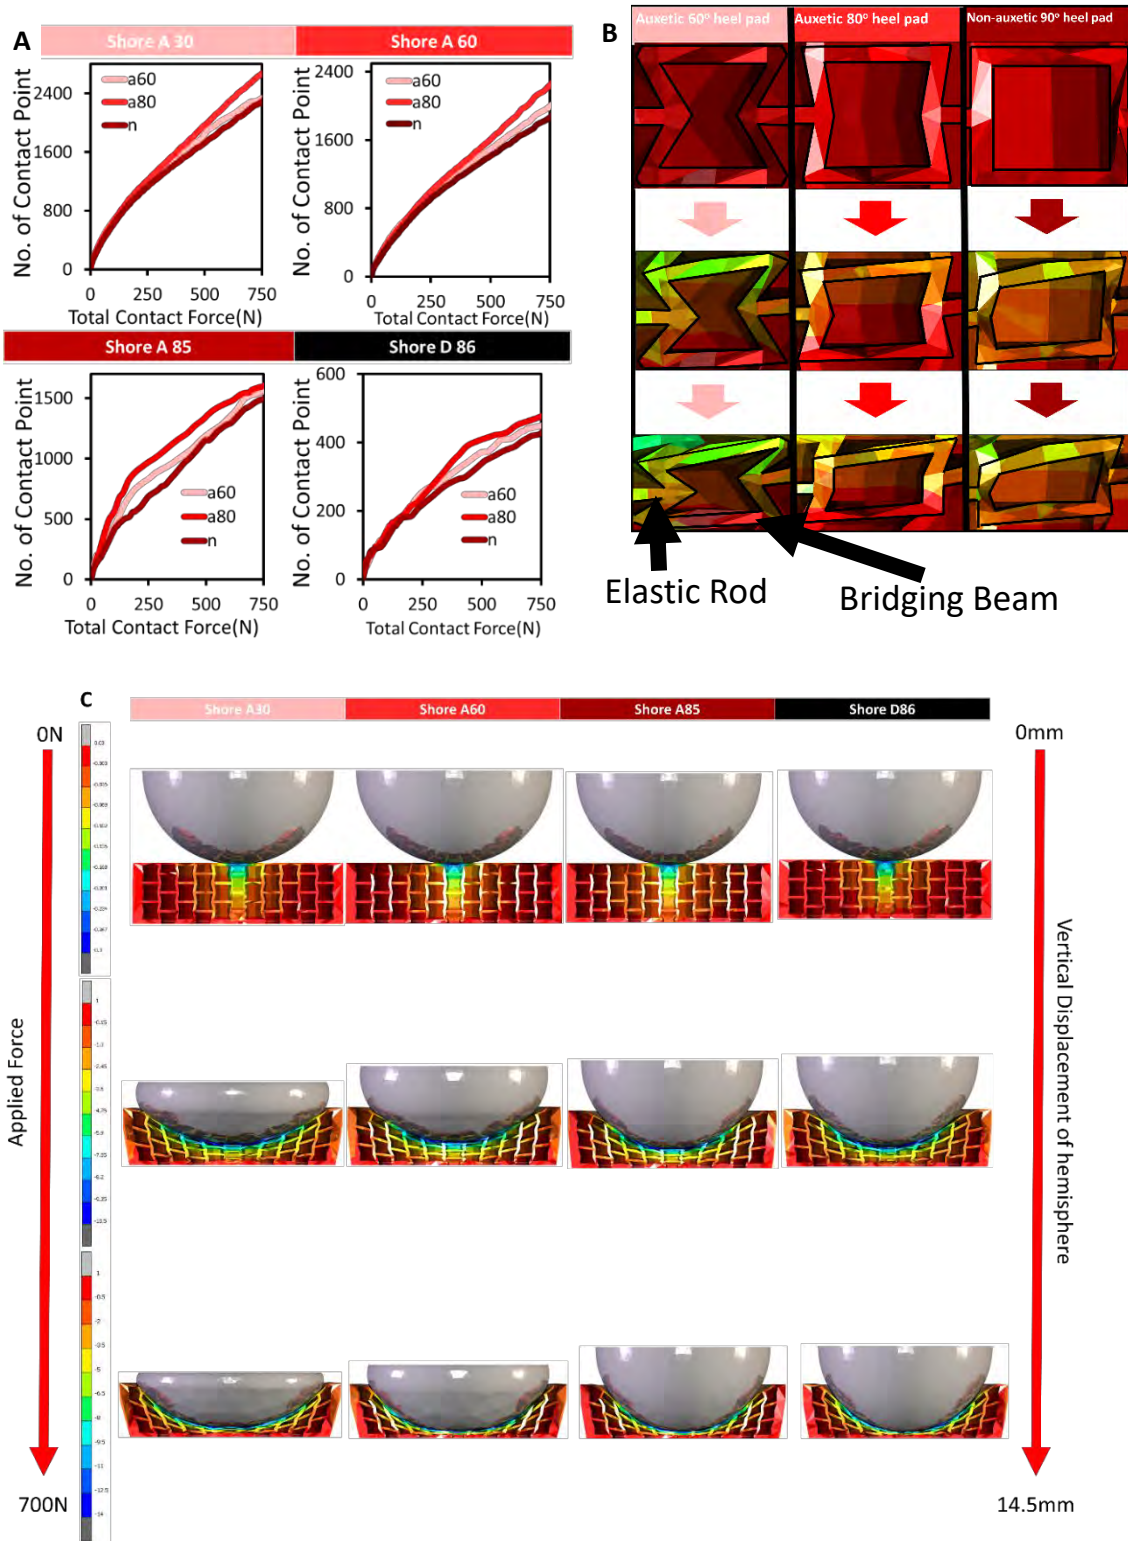 A
Shore A 30
Shore A 60
No. of Contact Point
2400
1600
800
0
a60
a80
n
0 250 500 750
Total Contact Force(N)
No. of Contact Point
2400
1600
800
0
a60
a80
n
0 250 500 750
Total Contact Force(N)
Shore A 85
Shore D 86
No. of Contact Point
1500
1000
500
0
a60
a80
n
0 250 500 750
Total Contact Force(N)
No. of Contact Point
600
400
200
0
a60
a80
n
0 250 500 750
Total Contact Force(N)
B
Auxetic 60° heel pad
Auxetic 80° heel pad
Non-auxetic 90° heel pad
Elastic Rod
Bridging Beam
C
Shore A30
Shore A60
Shore A85
Shore D86
0N
Applied Force
700N
0mm
Vertical Displacement of hemisphere
14.5mm